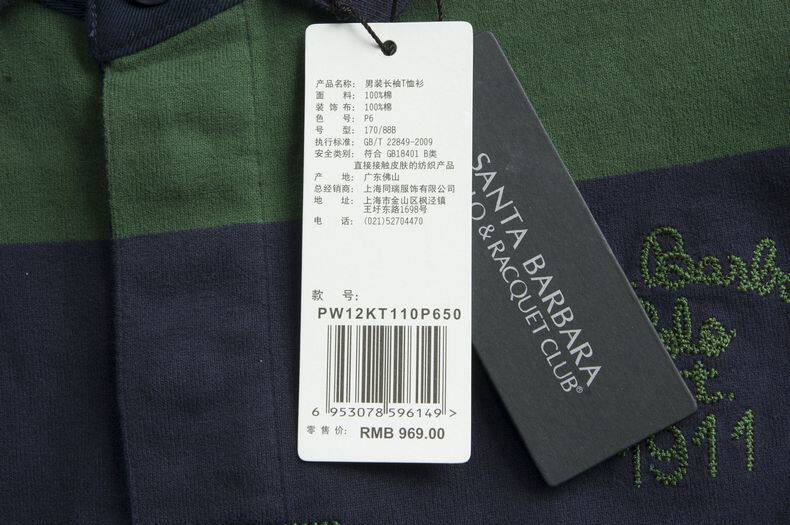 产品名称: 男装长袖T恤衫
面 料: 100%棉
装 饰 布: 100%棉
色 号: P6
号 型: 170/88B
执行标准: GB/T 22849-2009
安全类别: 符合 GB18401 B类
直接接触皮肤的纺织产品
产 地: 广东佛山
总经销商: 上海同瑞服饰有限公司
地 址: 上海市金山区枫泾镇
王圩东路1698号
电 话: (021)52704470
款 号:
PW12KT110P650
6 953078 596149 >
零 售 价: RMB 969.00
SANTA BARBARA
LO & RACQUET CLUB®
Barb
1911